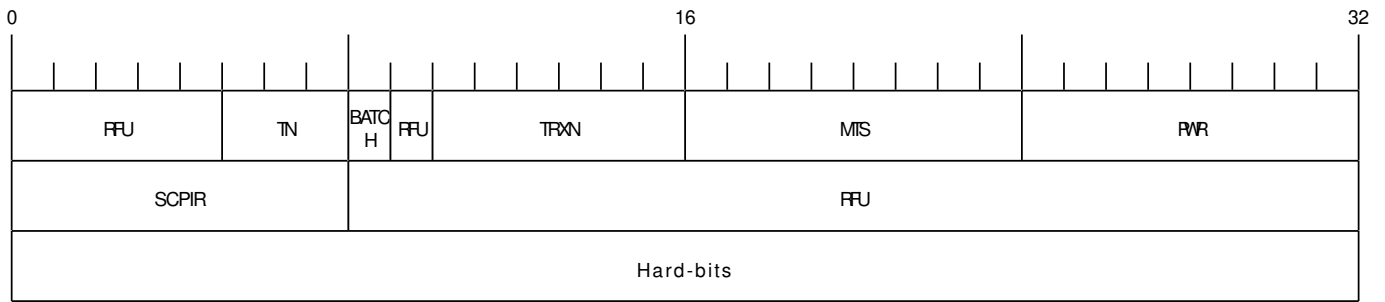 0 16 32
RFU TN BATC RFU TRXN MTS PWR
H
SCPIR RFU
Hard-bits